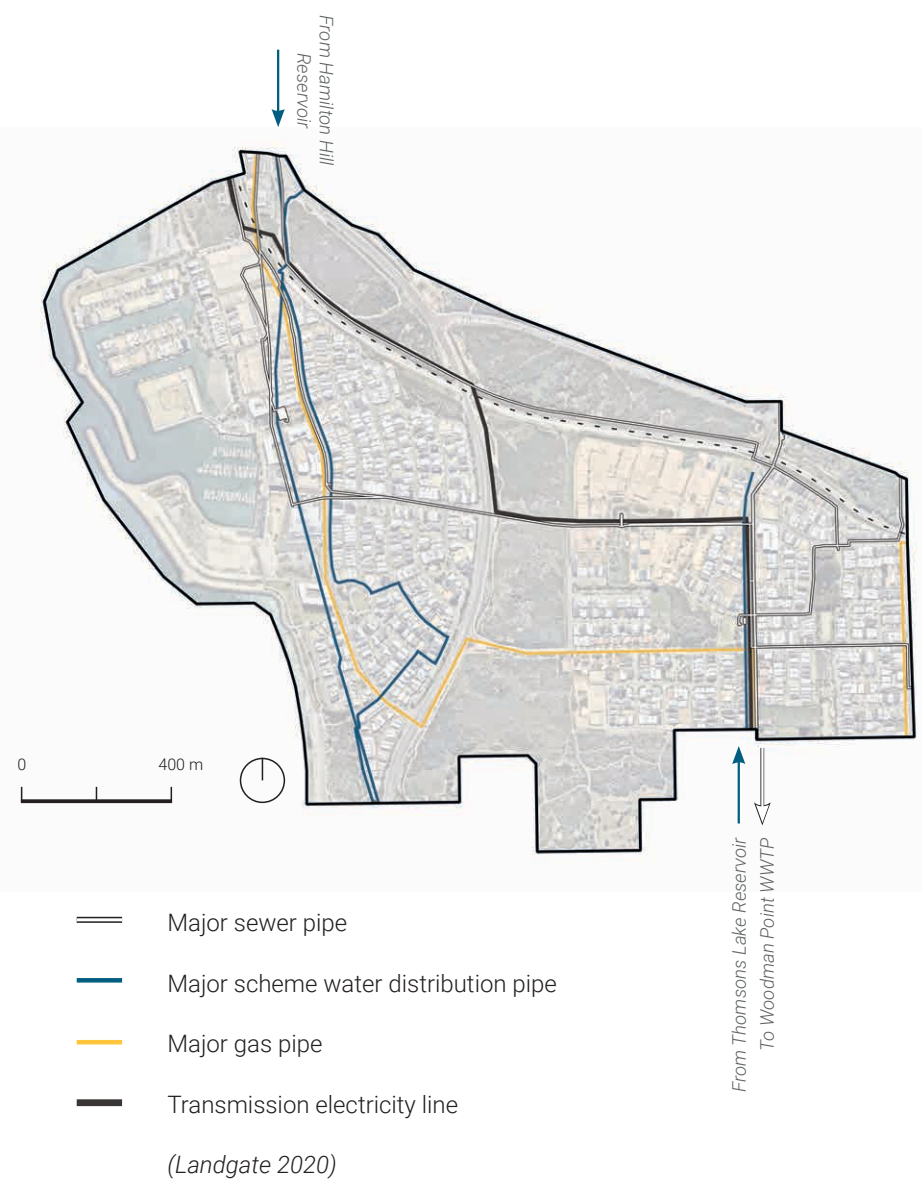 From Hamilton Hill
Reservoir
0
400 m
From Thomsons Lake Reservoir
To Woodman Point WWTP
Major sewer pipe
Major scheme water distribution pipe
Major gas pipe
Transmission electricity line
(Landgate 2020)